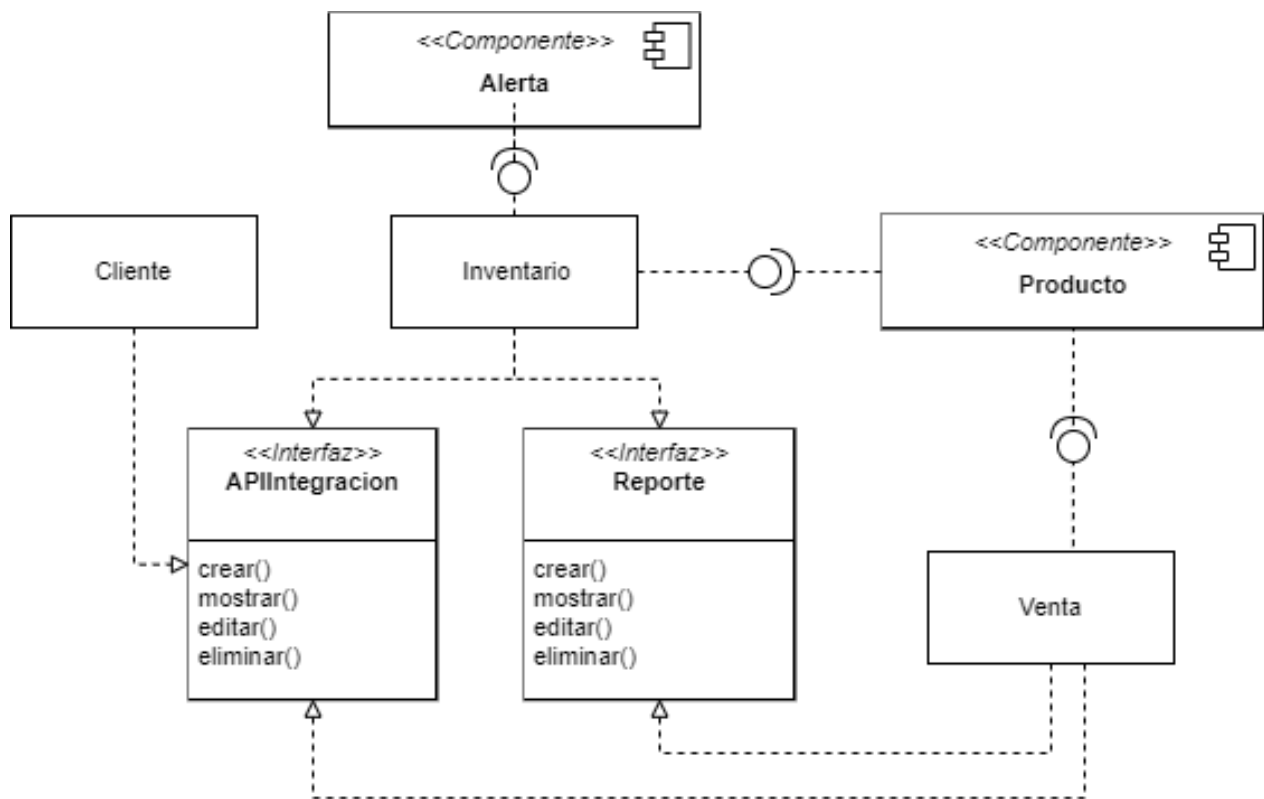 <<Componente>>
Alerta
Cliente
Inventario
<<Componente>>
Producto
<<Interfaz>>
APIIntegracion
crear()
mostrar()
editar()
eliminar()
<<Interfaz>>
Reporte
crear()
mostrar()
editar()
eliminar()
Venta